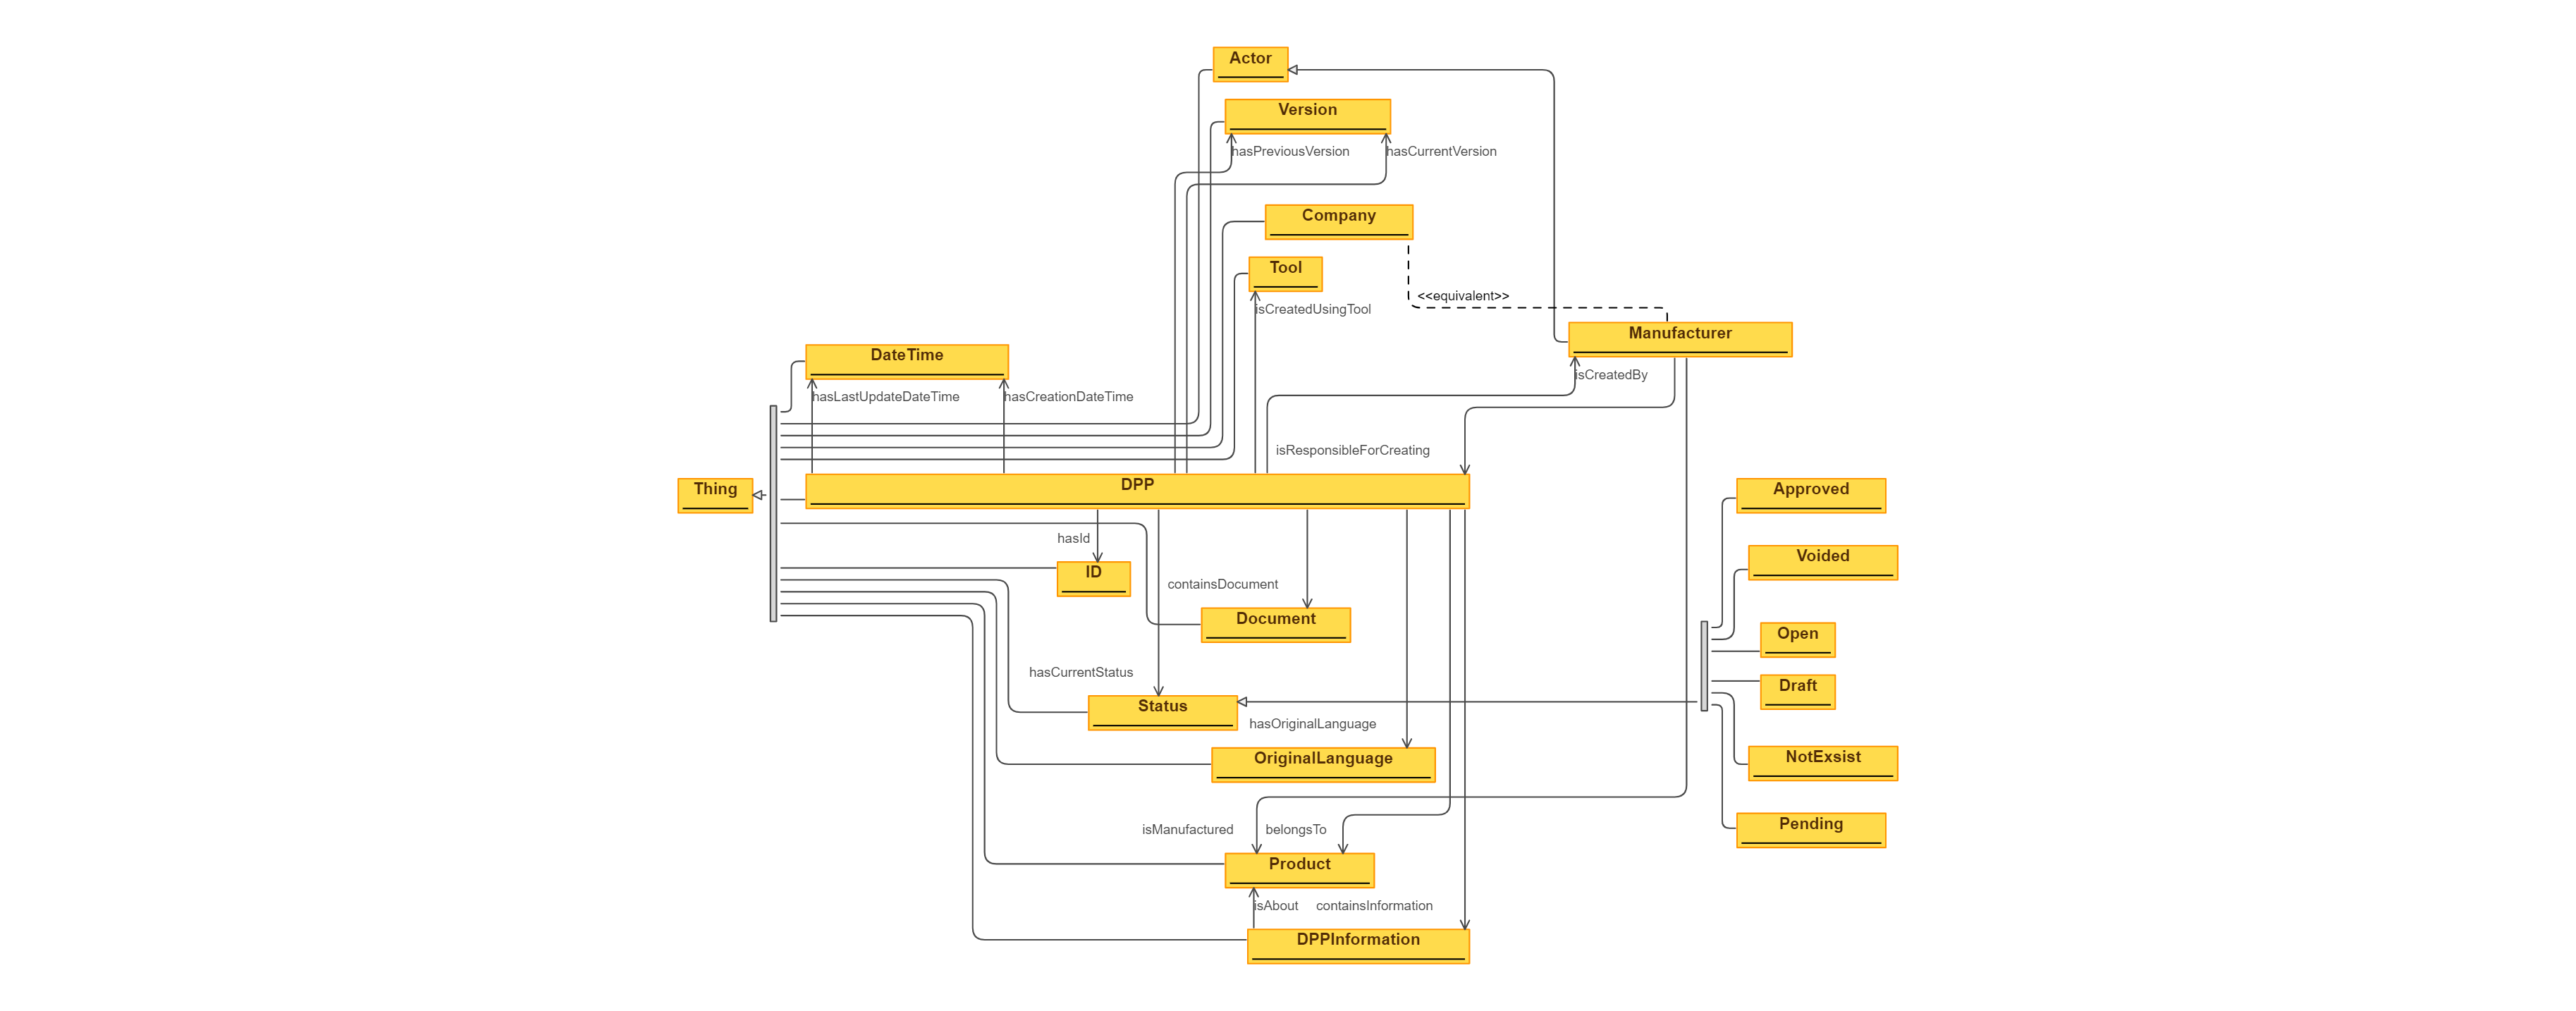 Actor
Version
hasPreviousVersion
hasCurrentVersion
Company
Tool
<<equivalent>>
isCreatedUsingTool
Manufacturer
DateTime
isCreatedBy
hasLastUpdateDateTime
hasCreationDateTime
isResponsibleForCreating
Thing
DPP
Approved
hasId
Voided
ID
containsDocument
Document
Open
hasCurrentStatus
Draft
Status
hasOriginalLanguage
OriginalLanguage
NotExsist
isManufactured
belongsTo
Pending
Product
isAbout
containsInformation
DPPInformation